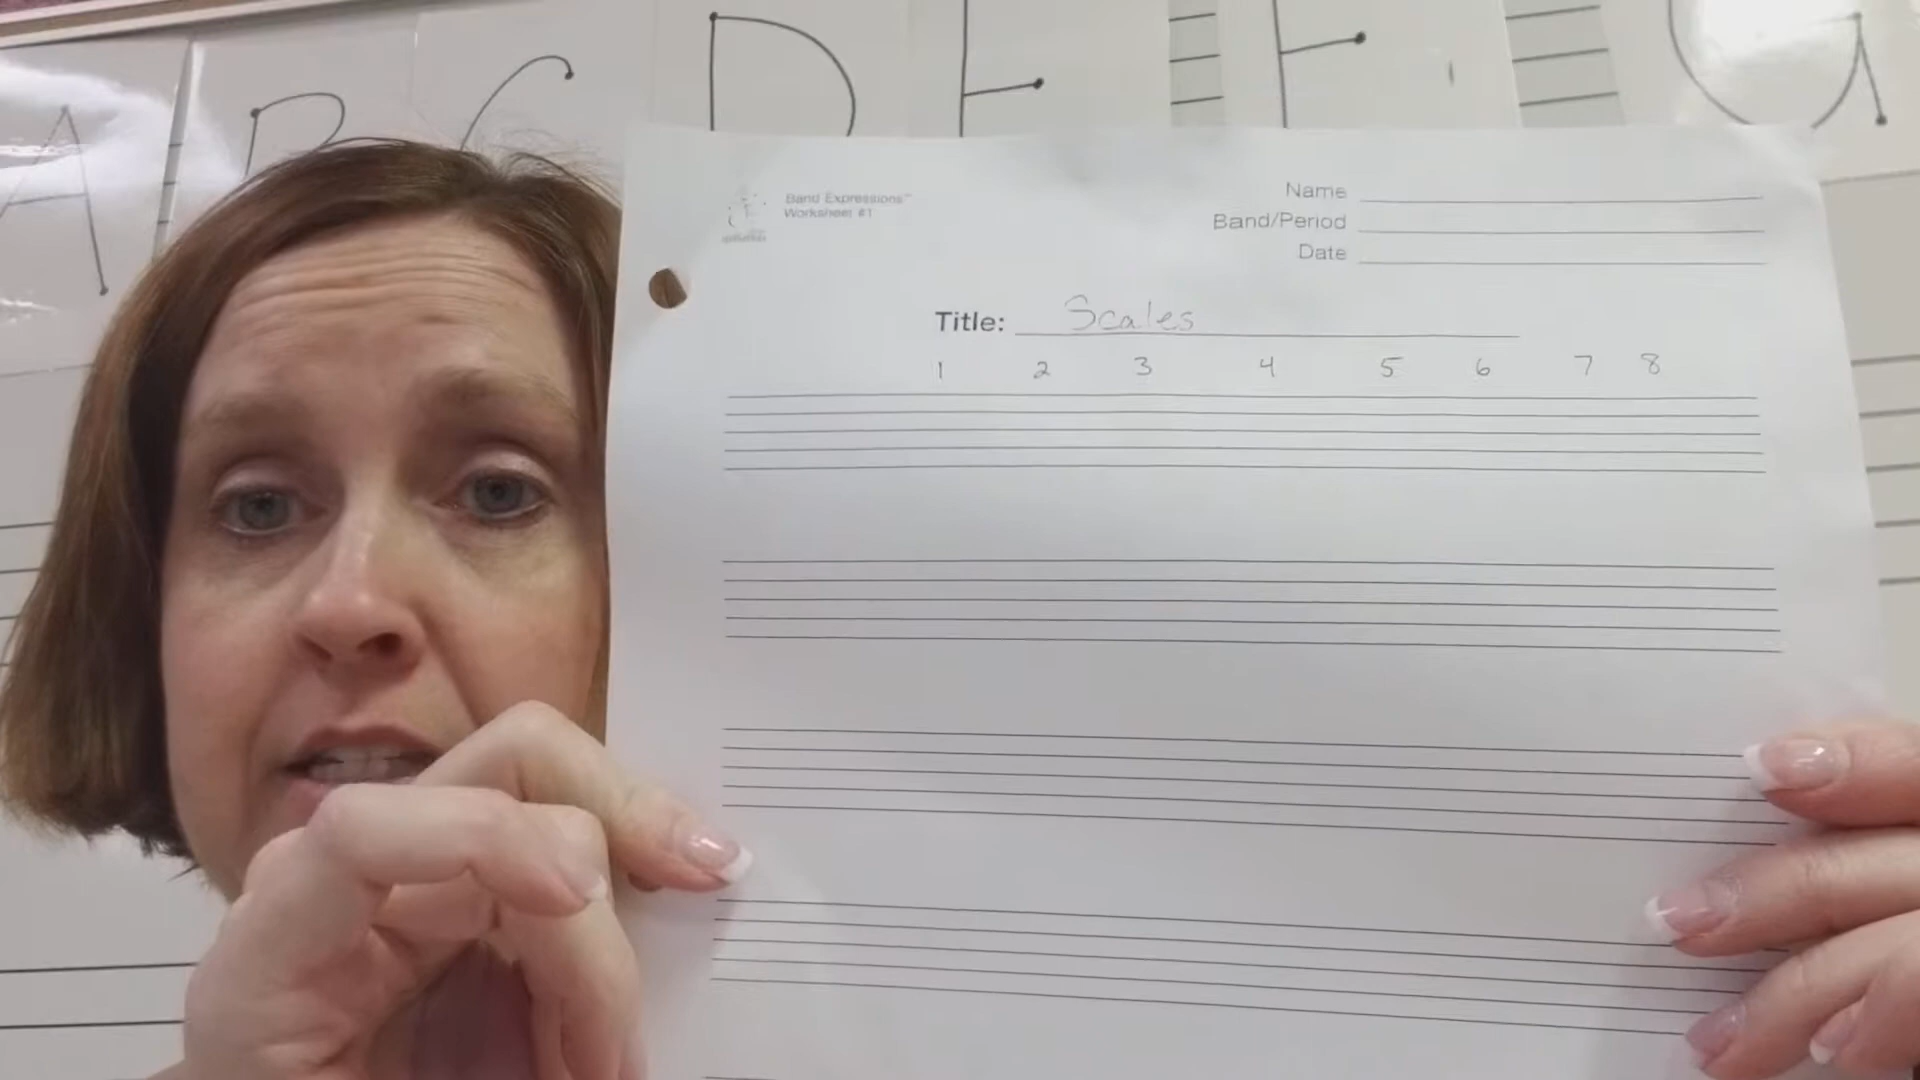 A B C D E F G
Band Expressions™
Worksheet #1
Name
Band/Period
Date
Title: Scales
1 2 3 4 5 6 7 8